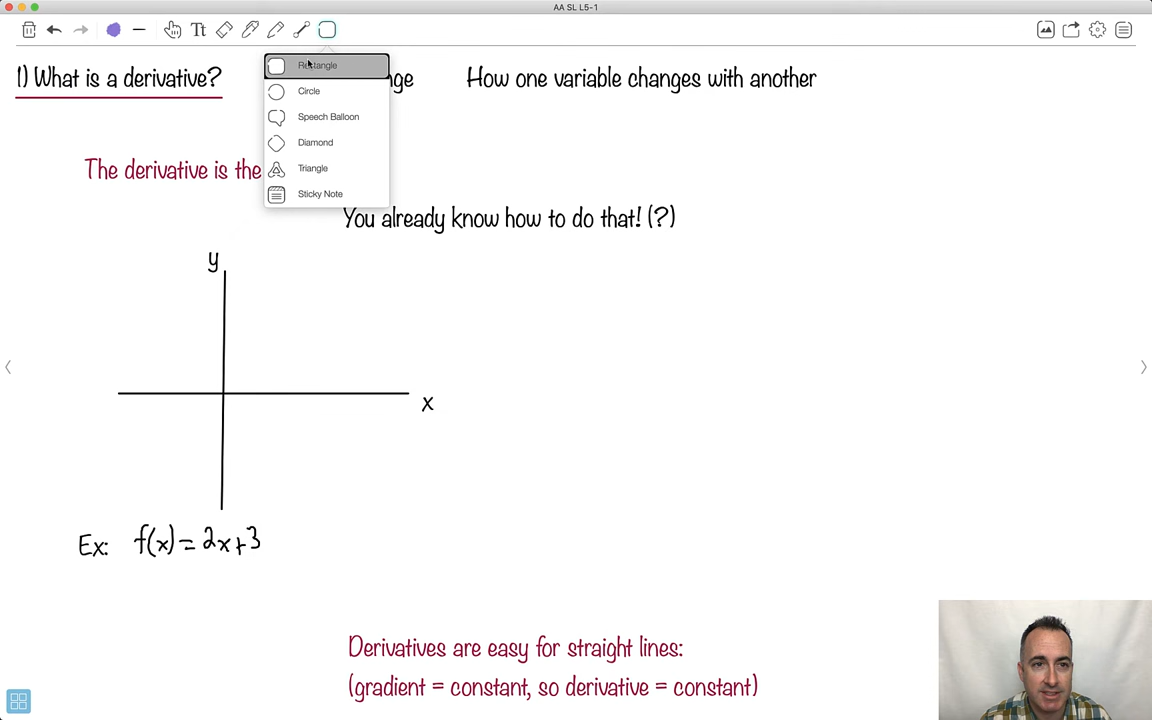 AA SL L5-1
Tt
1) What is a derivative?
nge
How one variable changes with another
Rectangle
Circle
Speech Balloon
Diamond
Triangle
Sticky Note
The derivative is the
You already know how to do that! (?)
y
x
Ex: f(x)=2x+3
Derivatives are easy for straight lines:
(gradient = constant, so derivative = constant)